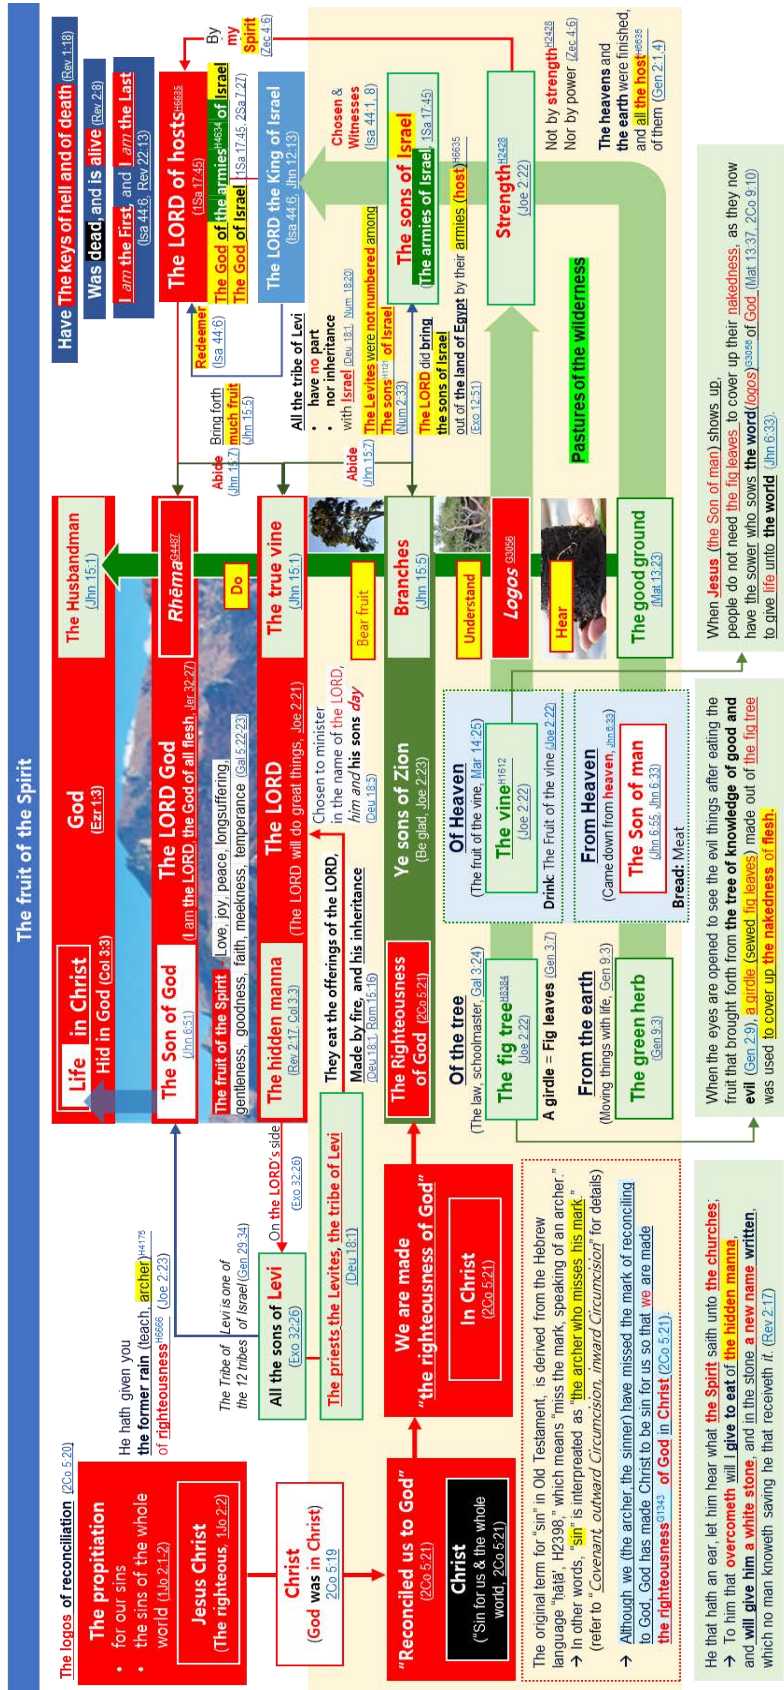 The fruit of the Spirit
The logos of reconciliation (2Co 5:20)
The propitiation
• for our sins
• the sins of the whole
world (1Jo 2:1-2)
Jesus Christ
(The righteous, 1Jo 2:2)
Christ
(God was in Christ)
2Co 5:19
"Reconciled us to God"
(2Co 5:21)
Christ
("Sin for us & the whole
world, 2Co 5:21)
He hath given you
the former rain (teach, archer)H4175
of righteousnessH6666 (Joe 2:23)
The Tribe of Levi is one of
the 12 tribes of Israel (Gen 29:34)
All the sons of Levi
(Exo 32:26)
On the LORD's side
(Exo 32:26)
The priests the Levites, the tribe of Levi
(Deu 18:1)
We are made
"the righteousness of God"
In Christ
(2Co 5:21)
Life in Christ
Hid in God (Col 3:3)
God
(Ezr 1:3)
The Husbandman
(Jhn 15:1)
The Son of God
(Jhn 6:51)
The LORD God
(I am the LORD, the God of all flesh, Jer 32:27)
RhēmaG4487
The fruit of the Spirit - Love, joy, peace, longsuffering,
gentleness, goodness, faith, meekness, temperance (Gal 5:22-23)
Do
The hidden manna
(Rev 2:17, Col 3:3)
The LORD
(The LORD will do great things, Joe 2:21)
The true vine
(Jhn 15:1)
They eat the offerings of the LORD,
Made by fire, and his inheritance
(Deu 18:1, Rom 15:16)
Chosen to minister
in the name of the LORD,
him and his sons day
(Deu 18:5)
Bear fruit
The Righteousness
of God (2Co 5:21)
Ye sons of Zion
(Be glad, Joe 2:23)
Branches
(Jhn 15:5)
Of the tree
(The law, schoolmaster, Gal 3:24)
The fig treeH8384
(Joe 2:22)
A girdle = Fig leaves (Gen 3:7)
From the earth
(Moving things with life, Gen 9:3)
The green herb
(Gen 9:3)
Of Heaven
(The fruit of the vine, Mar 14:25)
The vineH1612
(Joe 2:22)
Drink: The Fruit of the vine (Joe 2:22)
From Heaven
(Came down from heaven, Jhn 6:33)
The Son of man
(Jhn 6:55, Jhn 6:33)
Bread: Meat
Understand
Logos G3056
Hear
The good ground
(Mat 13:23)
Have The keys of hell and of death (Rev 1:18)
Was dead, and is alive (Rev 2:8)
I am the First, and I am the Last
(Isa 44:6, Rev 22:13)
Abide
(Jhn 15:7)
Bring forth
much fruit
(Jhn 15:5)
Redeemer
(Isa 44:6)
The LORD of hostsH6635
(1Sa 17:45)
The God of the armiesH4634 of Israel
The God of Israel (1Sa 17:45, 2Sa 7:27)
The LORD the King of Israel
(Isa 44:6, Jhn 12:13)
By
my
Spirit
(Zec 4:6)
All the tribe of Levi
• have no part
• nor inheritance
with Israel (Deu 18:1, Num 18:20)
Abide
(Jhn 15:7)
The Levites were not numbered among
The sonsH1121 of Israel
(Num 2:33)
The LORD did bring
the sons of Israel
out of the land of Egypt by their armies (host)H6635
(Exo 12:51)
Chosen &
Witnesses
(Isa 44:1, 8)
The sons of Israel
(The armies of Israel, 1Sa 17:45)
StrengthH2428
(Joe 2:22)
Pastures of the wilderness
Not by strengthH2428
Nor by power (Zec 4:6)
The heavens and
the earth were finished,
and all the hostH6635
of them (Gen 2:1,4)
The original term for "sin" in Old Testament, is derived from the Hebrew
language "ḥāṭā', H2398," which means "miss the mark, speaking of an archer."
→ In other words, "sin" is interpreated as "the archer who misses his mark."
(refer to "Covenant, outward Circumcision, inward Circumcision" for details)
→ Although we (the archer, the sinner) have missed the mark of reconciling
to God, God has made Christ to be sin for us so that we are made
the righteousnessG1343 of God in Christ (2Co 5:21).
He that hath an ear, let him hear what the Spirit saith unto the churches;
→ To him that overcometh will I give to eat of the hidden manna,
and will give him a white stone, and in the stone a new name written,
which no man knoweth saving he that receiveth it. (Rev 2:17)
When the eyes are opened to see the evil things after eating the
fruit that brought forth from the tree of knowledge of good and
evil (Gen 2:9), a girdle (sewed fig leaves) made out of the fig tree
was used to cover up the nakedness of flesh.
When Jesus (the Son of man) shows up,
people do not need the fig leaves to cover up their nakedness, as they now
have the sower who sows the word(logos)G3056 of God (Mat 13:37, 2Co 9:10)
to give life unto the world (Jhn 6:33).